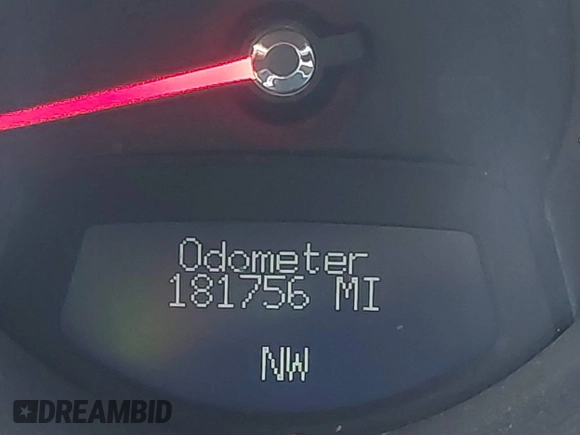 Odometer
181756 MI
NW
DREAMBID